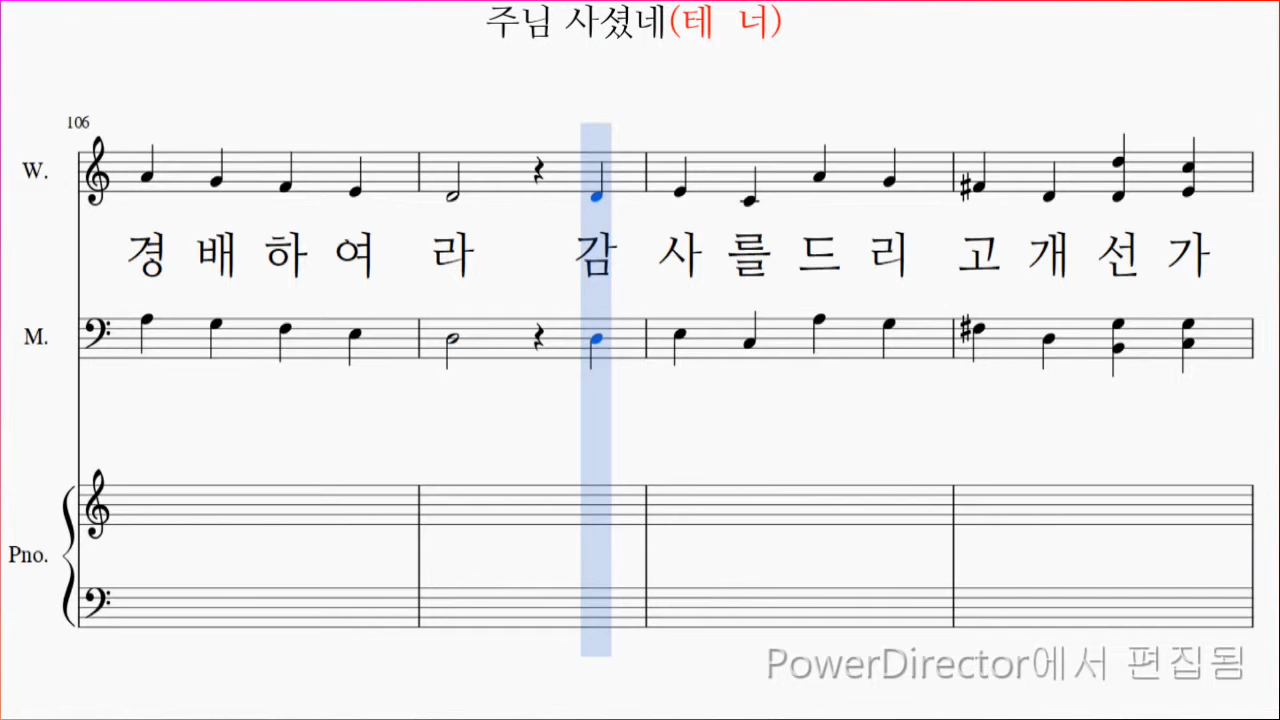 주님 사셨네(테 너)
106
W.
경 배 하 여 라 감 사 를 드 리 고 개 선 가
M.
Pno.
PowerDirector에서 편집됨